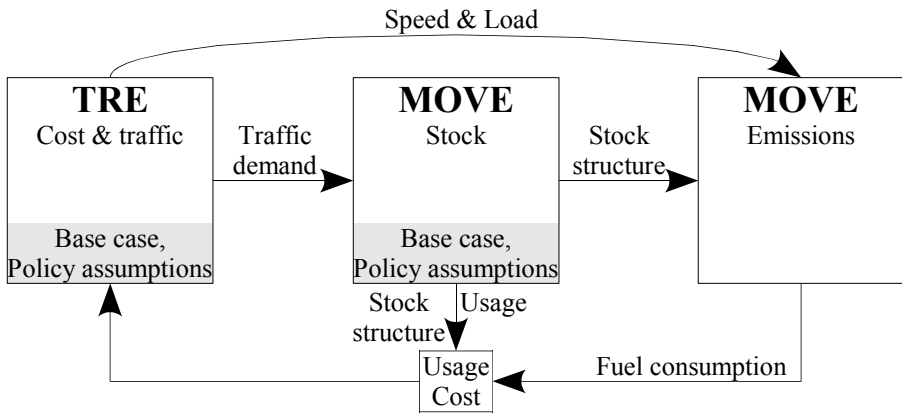 Speed & Load
TRE
Cost & traffic
Traffic
demand
MOVE
Stock
Stock
structure
MOVE
Emissions
Base case,
Policy assumptions
Base case,
Policy assumptions
Stock
structure
Usage
Usage
Cost
Fuel consumption